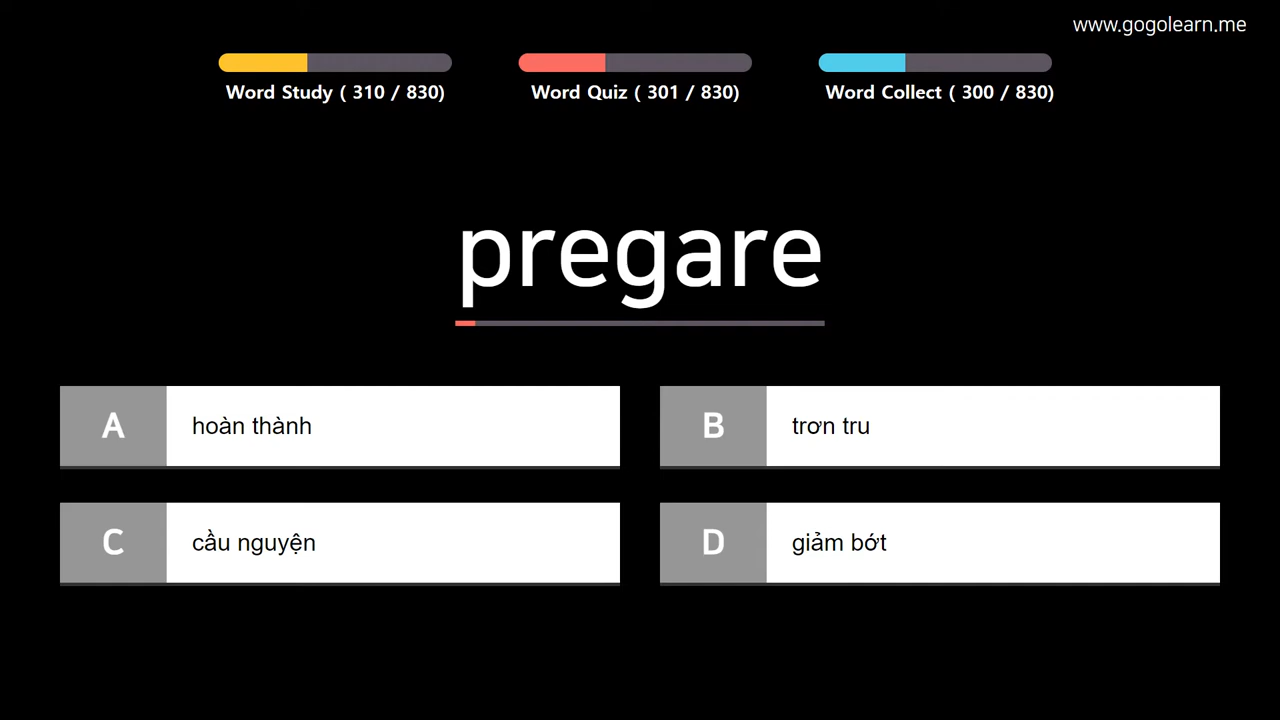 www.gogolearn.me
Word Study ( 310 / 830)
Word Quiz ( 301 / 830)
Word Collect ( 300 / 830)
pregare
A hoàn thành
B trơn tru
C cầu nguyện
D giảm bớt